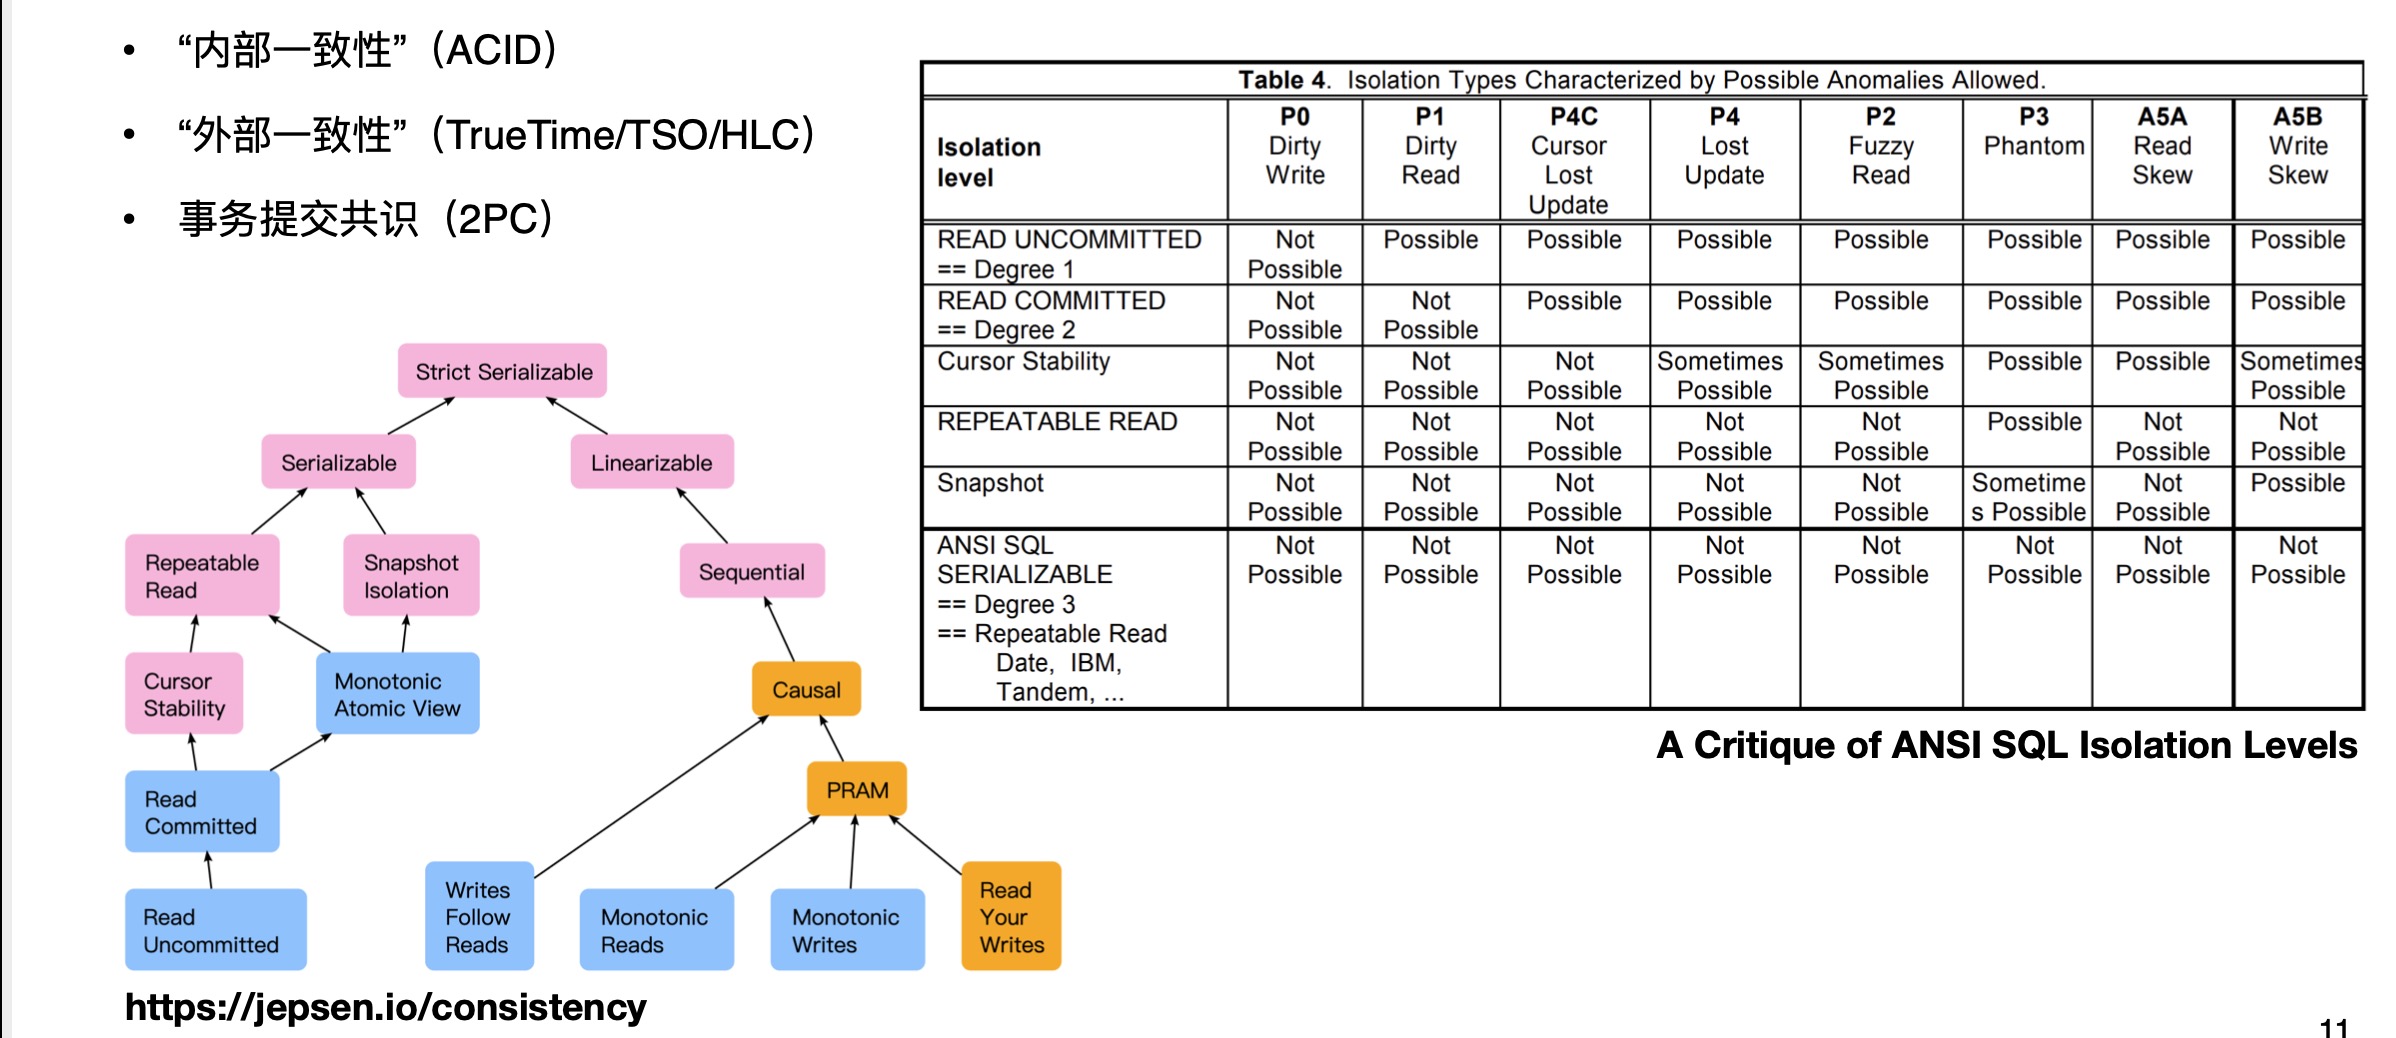 • “内部一致性”（ACID）
• “外部一致性”（TrueTime/TSO/HLC）
• 事务提交共识（2PC）
Strict Serializable
Serializable
Linearizable
Repeatable
Read
Snapshot
Isolation
Sequential
Cursor
Stability
Monotonic
Atomic View
Causal
Read
Committed
PRAM
Read
Uncommitted
Writes
Follow
Reads
Monotonic
Reads
Monotonic
Writes
Read
Your
Writes
https://jepsen.io/consistency
Table 4. Isolation Types Characterized by Possible Anomalies Allowed.
Isolation
level
P0
Dirty
Write
P1
Dirty
Read
P4C
Cursor
Lost
Update
P4
Lost
Update
P2
Fuzzy
Read
P3
Phantom
A5A
Read
Skew
A5B
Write
Skew
READ UNCOMMITTED
== Degree 1
Not
Possible
Possible
Possible
Possible
Possible
Possible
Possible
Possible
READ COMMITTED
== Degree 2
Not
Possible
Not
Possible
Possible
Possible
Possible
Possible
Possible
Possible
Cursor Stability
Not
Possible
Not
Possible
Not
Possible
Sometimes
Possible
Sometimes
Possible
Possible
Possible
Sometimes
Possible
REPEATABLE READ
Not
Possible
Not
Possible
Not
Possible
Not
Possible
Not
Possible
Possible
Not
Possible
Not
Possible
Snapshot
Not
Possible
Not
Possible
Not
Possible
Not
Possible
Not
Possible
Sometime
s Possible
Not
Possible
Possible
ANSI SQL
SERIALIZABLE
== Degree 3
== Repeatable Read
Date, IBM,
Tandem, ...
Not
Possible
Not
Possible
Not
Possible
Not
Possible
Not
Possible
Not
Possible
Not
Possible
Not
Possible
A Critique of ANSI SQL Isolation Levels
11